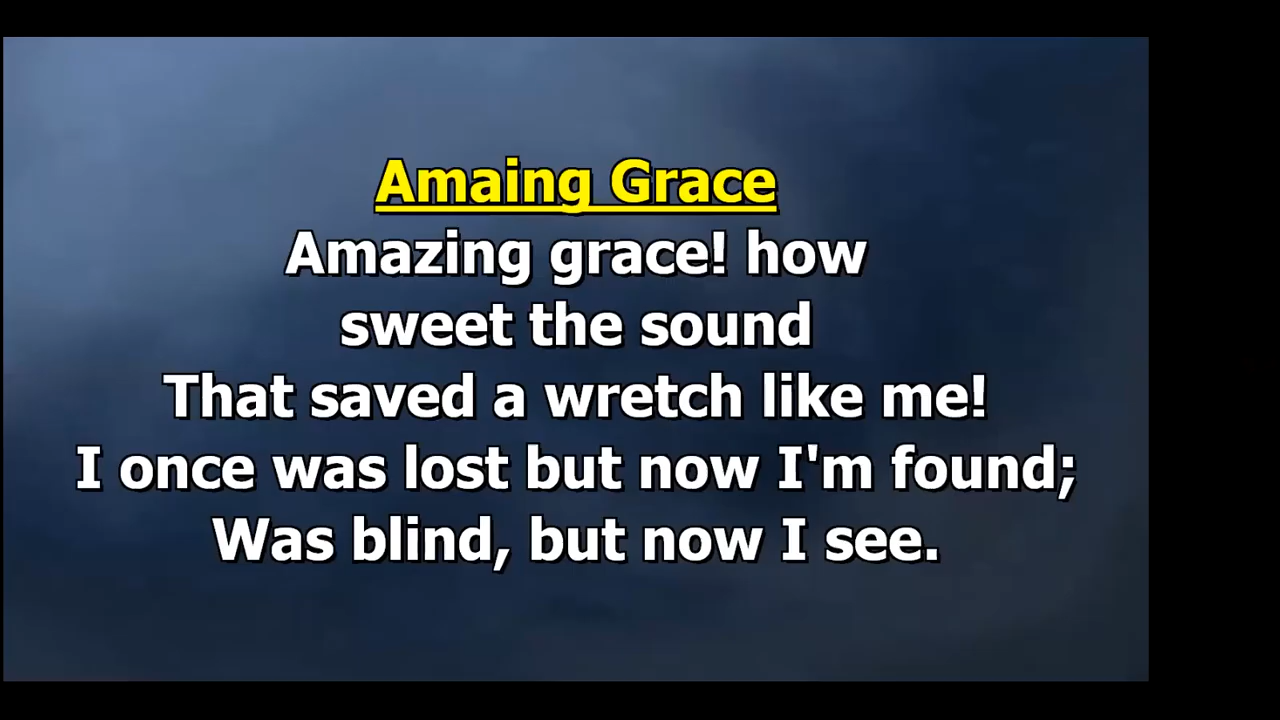 Amaing Grace
Amazing grace! how
sweet the sound
That saved a wretch like me!
I once was lost but now I'm found;
Was blind, but now I see.